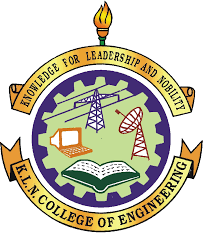 KNOWLEDGE FOR LEADERSHIP AND NOBILITY
K.L.N. COLLEGE OF ENGINEERING